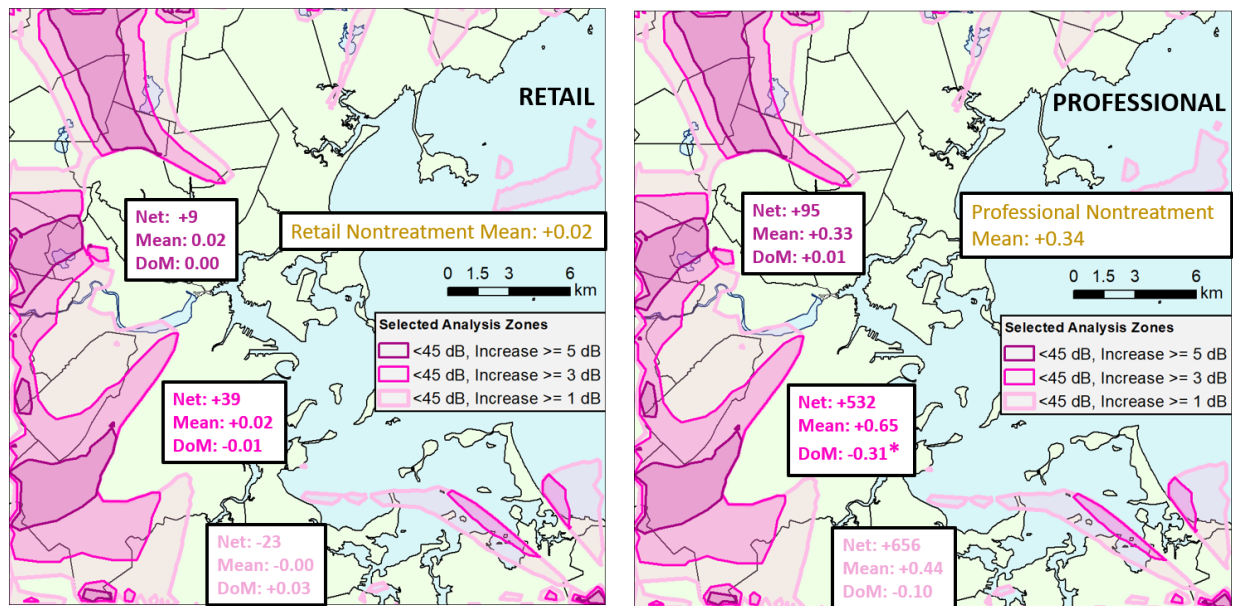 RETAIL
Net: +9
Mean: 0.02
DoM: 0.00
Retail Nontreatment Mean: +0.02
0 1.5 3 6
km
Selected Analysis Zones
<45 dB, Increase >= 5 dB
<45 dB, Increase >= 3 dB
<45 dB, Increase >= 1 dB
Net: +39
Mean: +0.02
DoM: -0.01
Net: -23
Mean: -0.00
DoM: +0.03
PROFESSIONAL
Net: +95
Mean: +0.33
DoM: +0.01
Professional Nontreatment
Mean: +0.34
0 1.5 3 6
km
Selected Analysis Zones
<45 dB, Increase >= 5 dB
<45 dB, Increase >= 3 dB
<45 dB, Increase >= 1 dB
Net: +532
Mean: +0.65
DoM: -0.31*
Net: +656
Mean: +0.44
DoM: -0.10